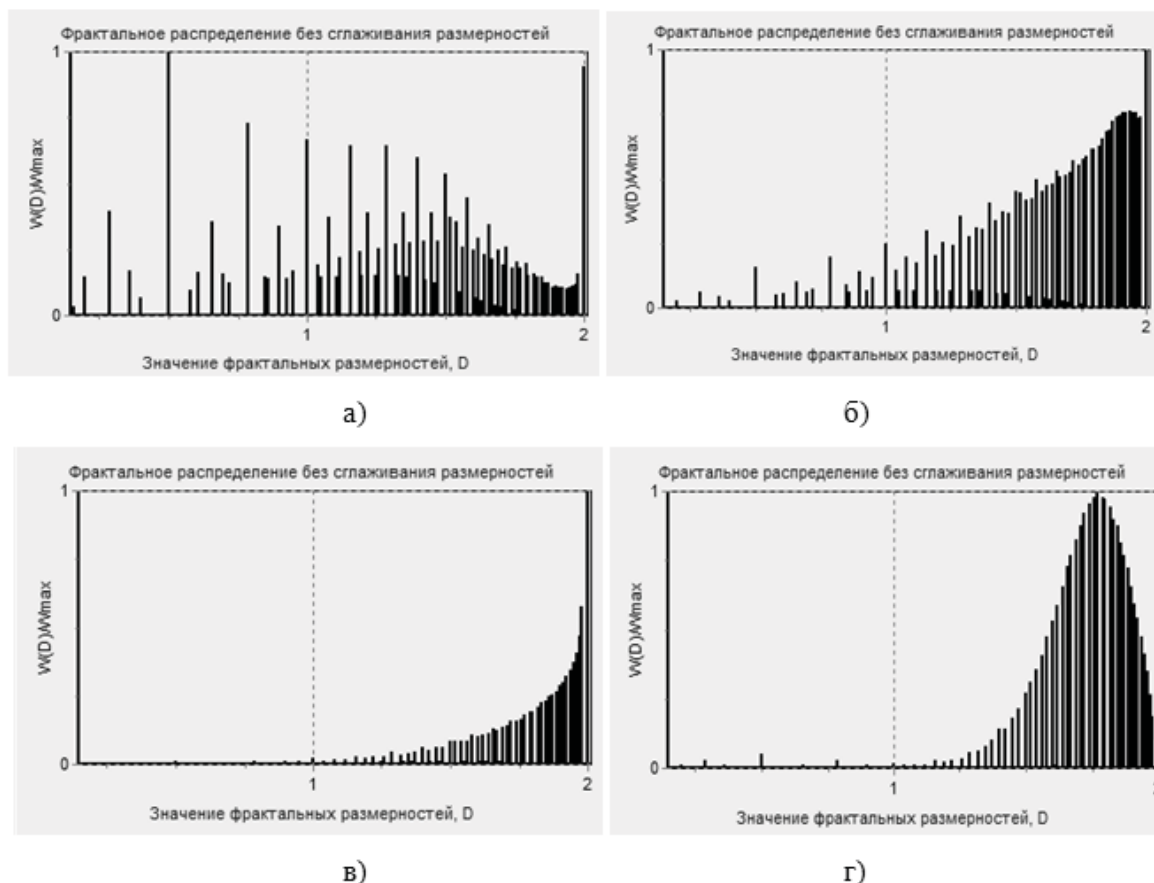 Фрактальное распределение без сглаживания размерностей
1
W(D)/Wmax
0
1
2
Значение фрактальных размерностей, D
а)
Фрактальное распределение без сглаживания размерностей
1
W(D)/Wmax
0
1
2
Значение фрактальных размерностей, D
б)
Фрактальное распределение без сглаживания размерностей
1
W(D)/Wmax
0
1
2
Значение фрактальных размерностей, D
в)
Фрактальное распределение без сглаживания размерностей
1
W(D)/Wmax
0
1
Значение фрактальных размерностей, D
г)